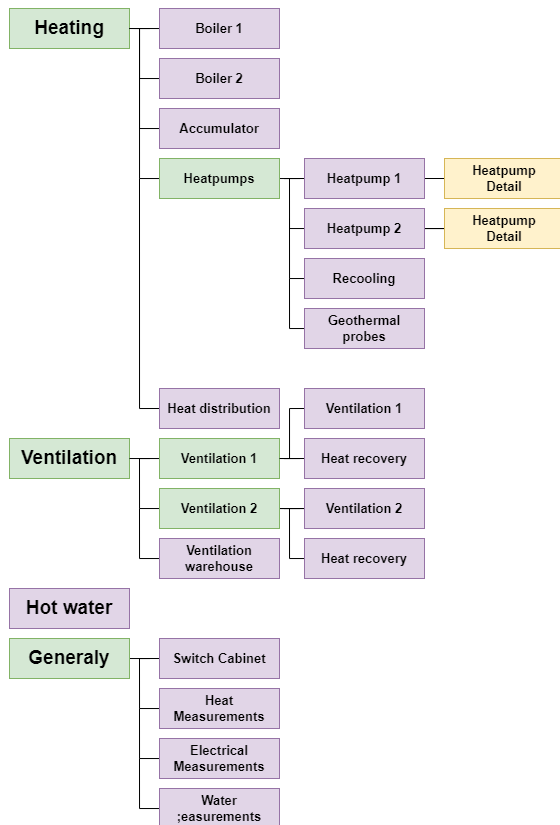 Heating
Boiler 1
Boiler 2
Accumulator
Heatpumps
Heatpump 1
Heatpump
Detail
Heatpump 2
Heatpump
Detail
Recooling
Geothermal
probes
Heat distribution
Ventilation 1
Ventilation
Ventilation 1
Heat recovery
Ventilation 2
Ventilation 2
Ventilation
warehouse
Heat recovery
Hot water
Generaly
Switch Cabinet
Heat
Measurements
Electrical
Measurements
Water
;easurements